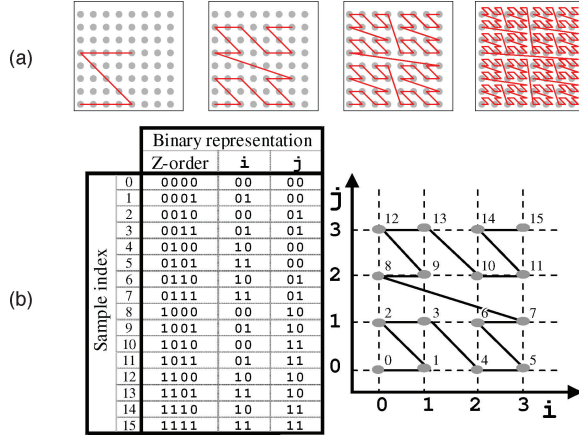 (a)
Binary representation
Z-order i j
Sample index
0 0000 00 00
1 0001 01 00
2 0010 00 01
3 0011 01 01
4 0100 10 00
5 0101 11 00
6 0110 10 01
7 0111 11 01
8 1000 00 10
9 1001 01 10
10 1010 00 11
11 1011 01 11
12 1100 10 10
13 1101 11 10
14 1110 10 11
15 1111 11 11
(b)
j
3 12 13 14 15
2 8 9 10 11
1 2 3 6 7
0 0 1 4 5
0 1 2 3 i